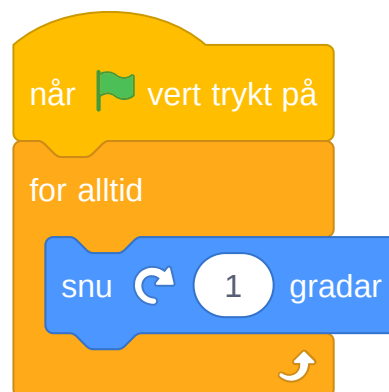 når vert trykt på
for alltid
snu 1 gradar